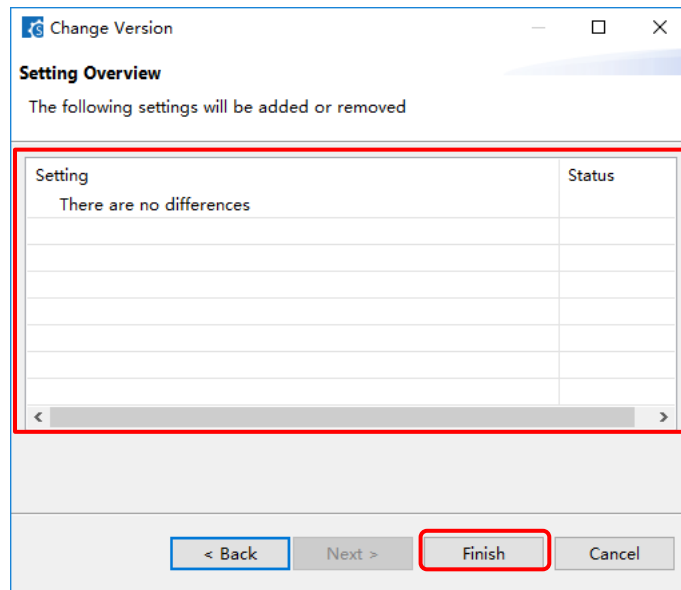 Change Version
Setting Overview
The following settings will be added or removed
Setting Status
There are no differences
< Back Next > Finish Cancel